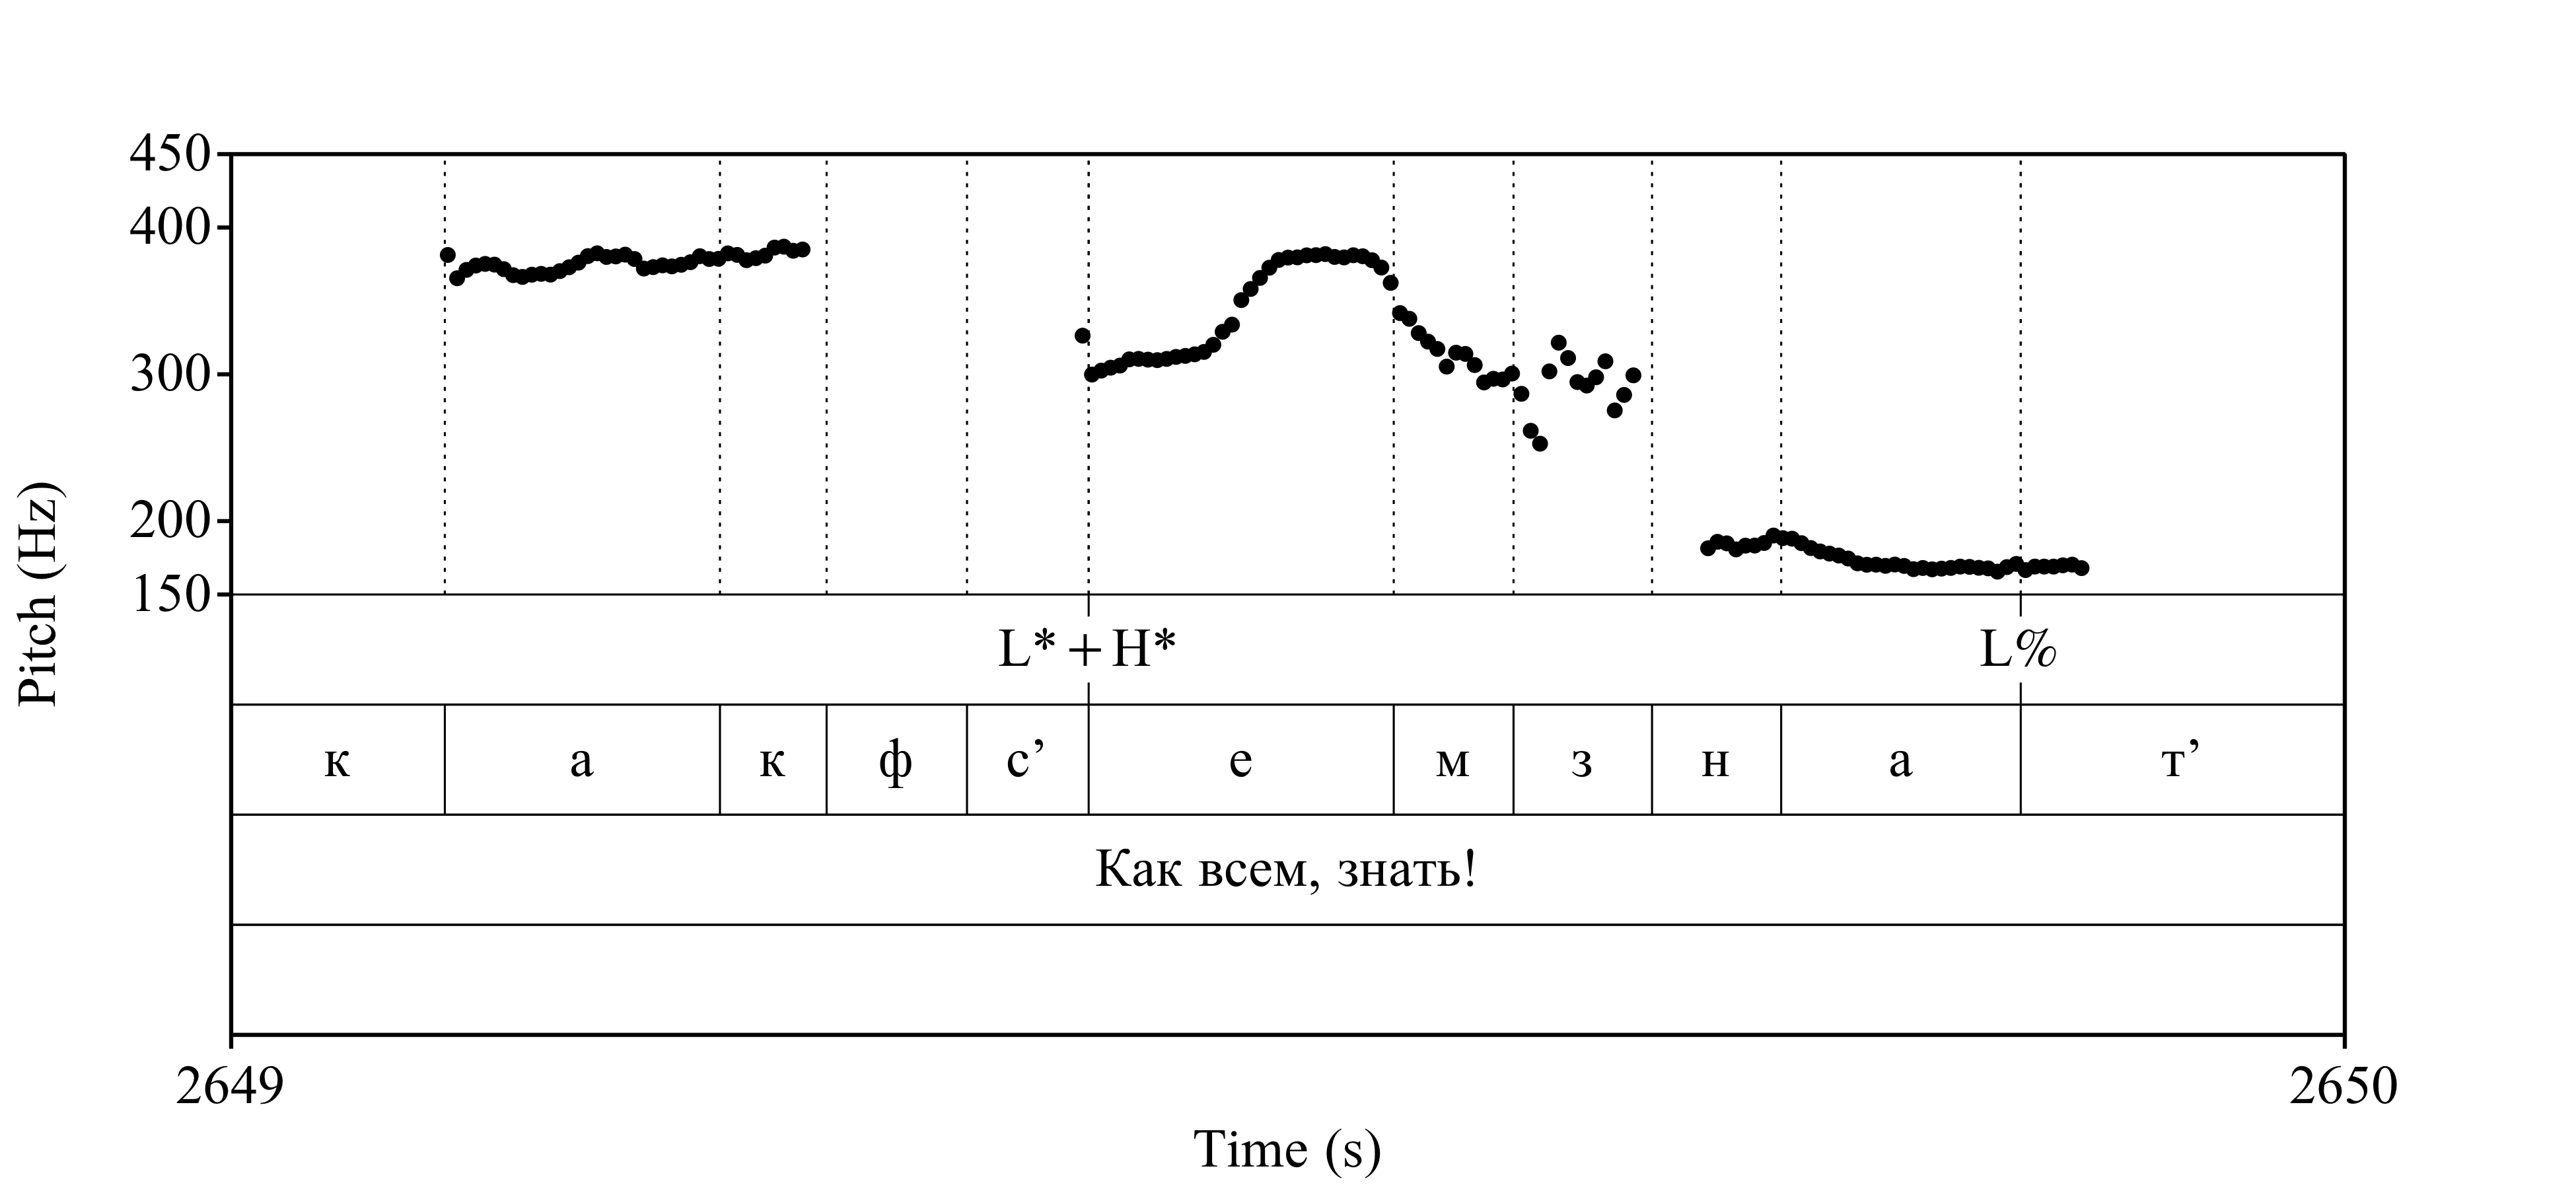 450
400
300
200
150
Pitch (Hz)
L*+H* L%
к а к ф с’ е м з н а т’
Как всем, знать!
2649 2650
Time (s)